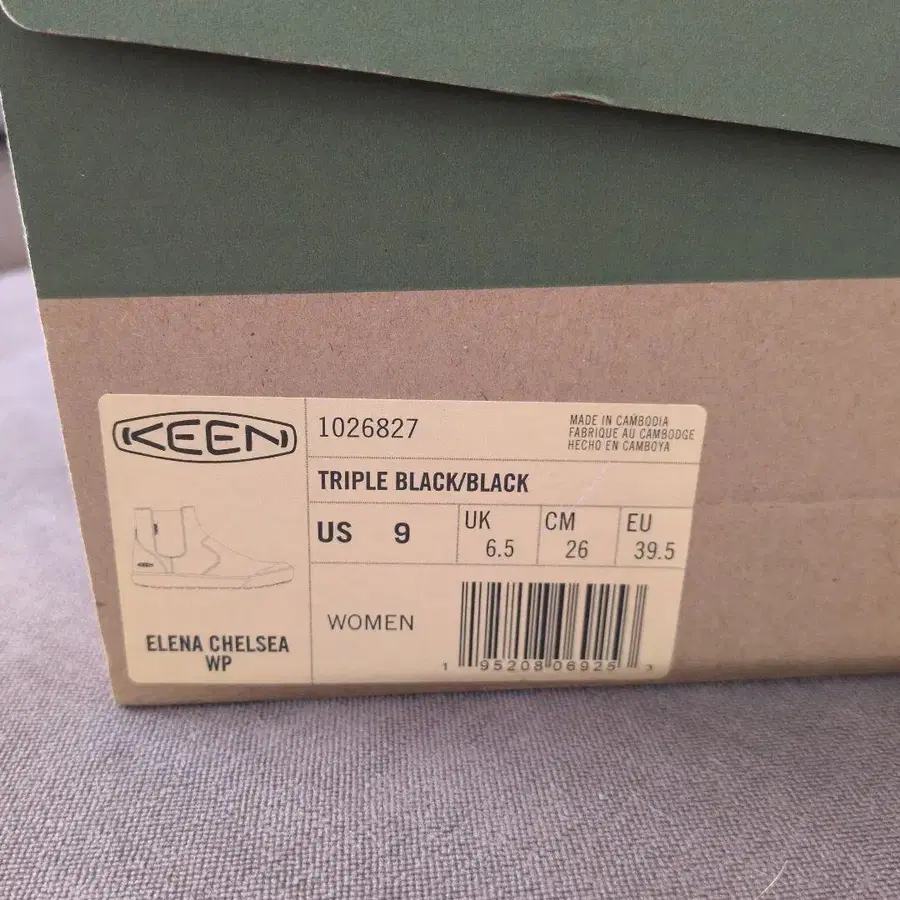 KEEN
1026827
MADE IN CAMBODIA
FABRIQUE AU CAMBODGE
HECHO EN CAMBOYA
TRIPLE BLACK/BLACK
US 9
UK 6.5
CM 26
EU 39.5
WOMEN
1 95208 06925 3
ELENA CHELSEA
WP